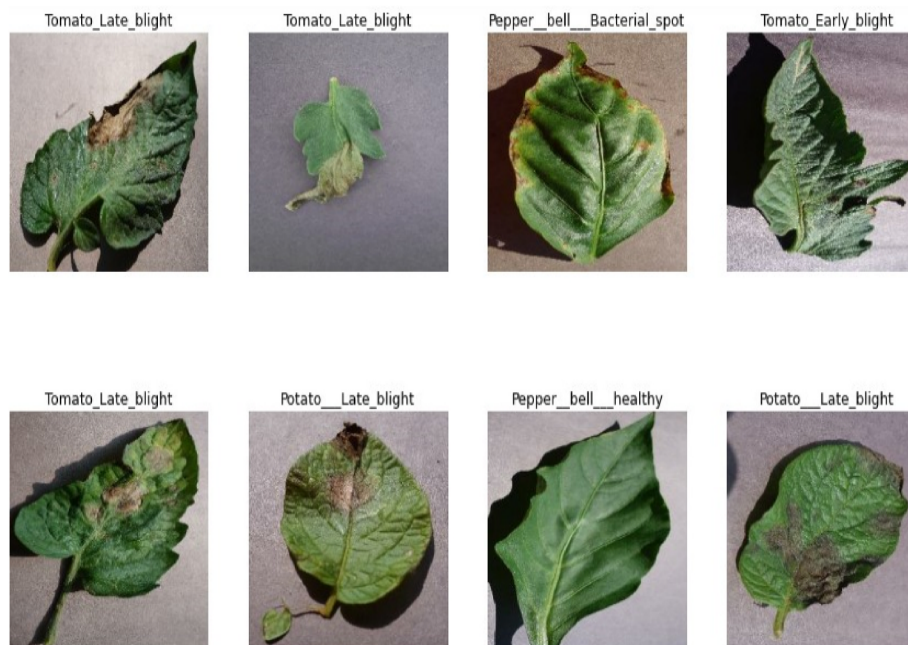 Tomato_Late_blight
Tomato_Late_blight
Pepper__bell___Bacterial_spot
Tomato_Early_blight
Tomato_Late_blight
Potato___Late_blight
Pepper__bell___healthy
Potato___Late_blight